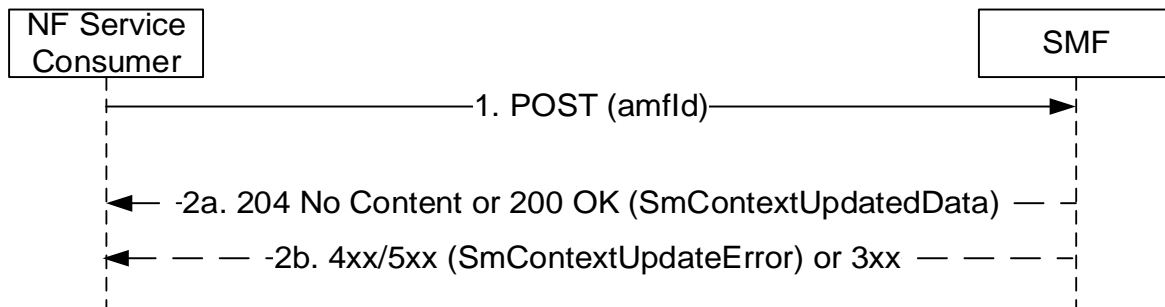 NF Service
Consumer
SMF
1. POST (amfId)
2a. 204 No Content or 200 OK (SmContextUpdatedData)
2b. 4xx/5xx (SmContextUpdateError) or 3xx